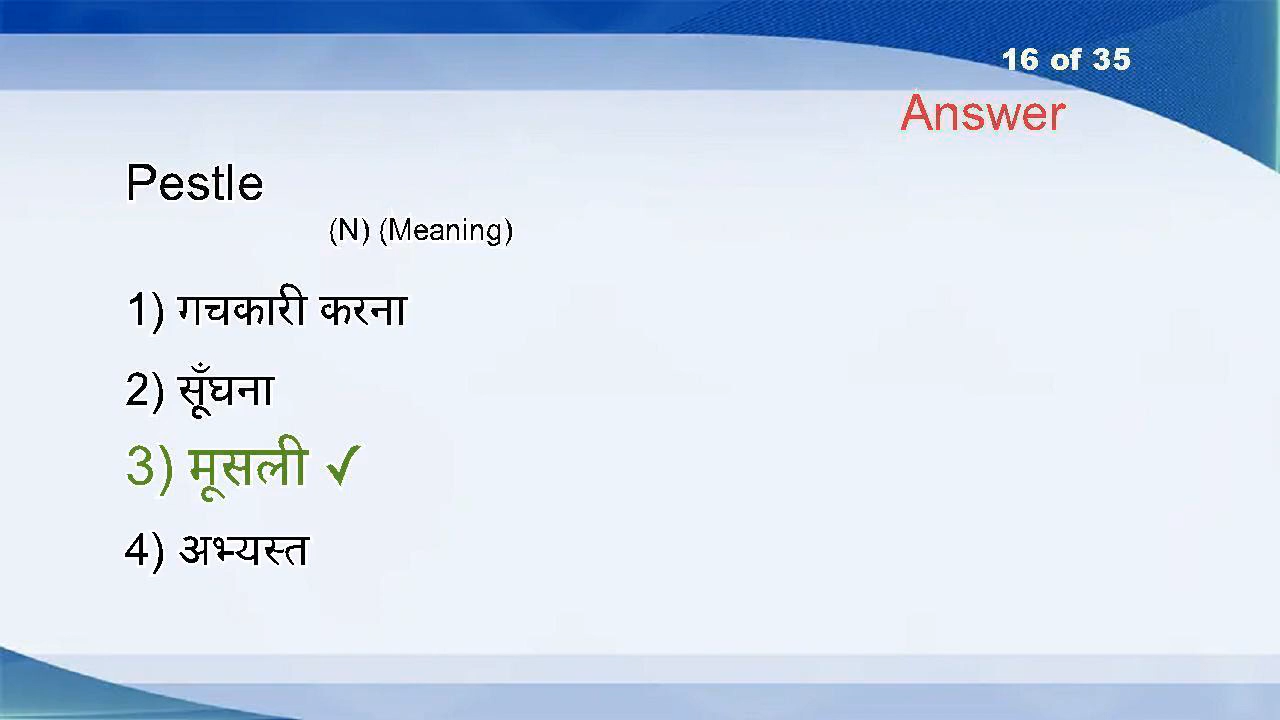 16 of 35
Answer
Pestle
(N) (Meaning)
1) गचकारी करना
2) सूँघना
3) मूसली ✓
4) अभ्यस्त